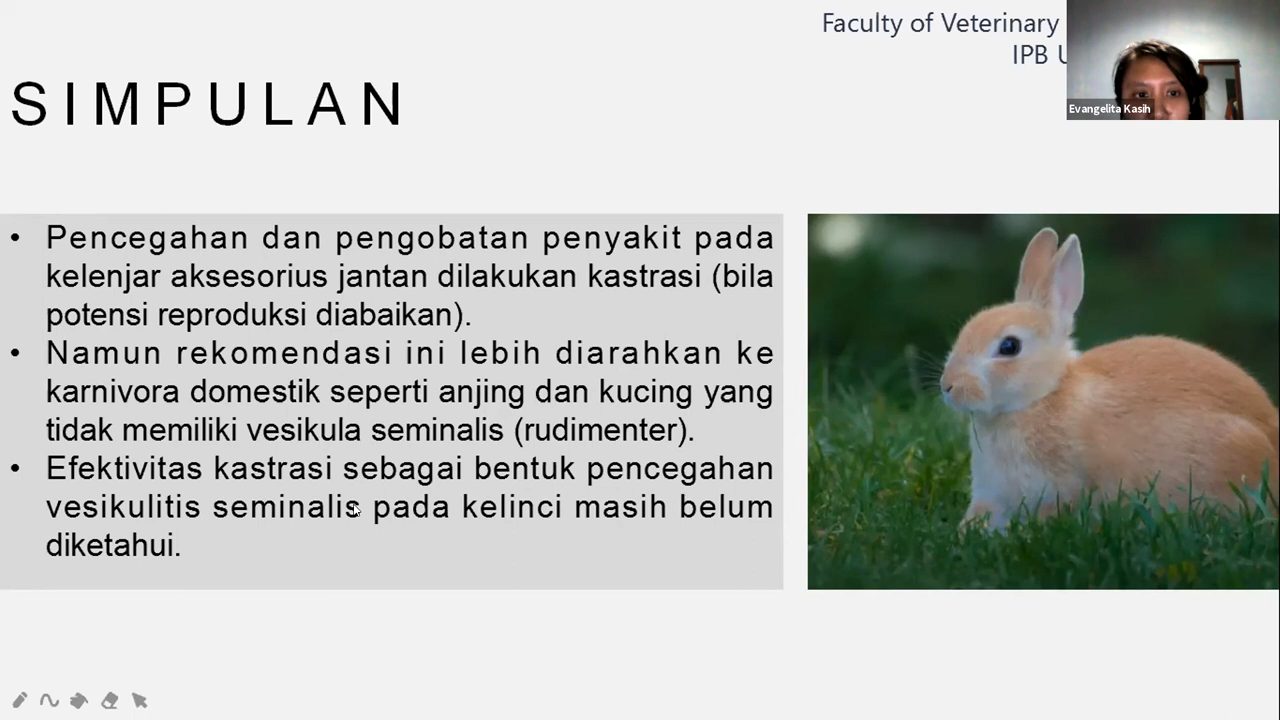 Faculty of Veterinary
IPB
SIMPULAN
Evangelita Kasih
• Pencegahan dan pengobatan penyakit pada
kelenjar aksesorius jantan dilakukan kastrasi (bila
potensi reproduksi diabaikan).
• Namun rekomendasi ini lebih diarahkan ke
karnivora domestik seperti anjing dan kucing yang
tidak memiliki vesikula seminalis (rudimenter).
• Efektivitas kastrasi sebagai bentuk pencegahan
vesikulitis seminalis pada kelinci masih belum
diketahui.